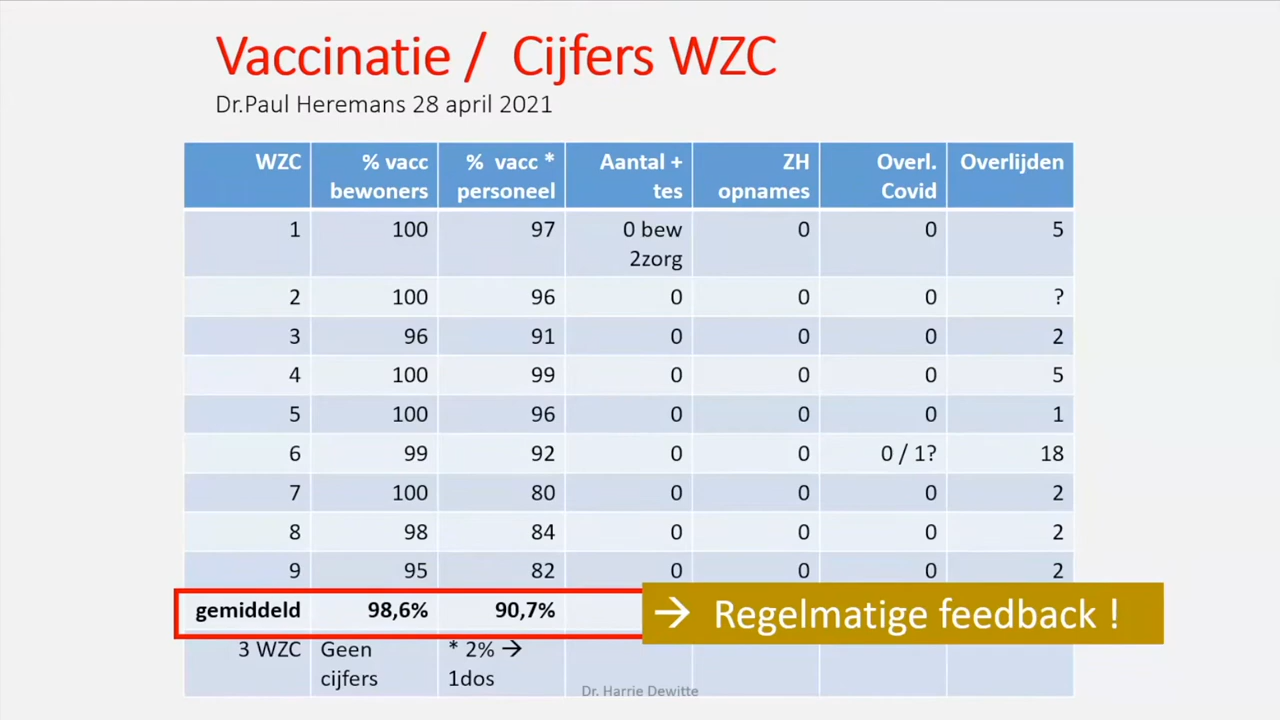 Vaccinatie / Cijfers WZC
Dr.Paul Heremans 28 april 2021
WZC % vacc bewoners % vacc * personeel Aantal + tes ZH opnames Overl. Covid Overlijden
1 100 97 0 bew 2zorg 0 0 5
2 100 96 0 0 0 ?
3 96 91 0 0 0 2
4 100 99 0 0 0 5
5 100 96 0 0 0 1
6 99 92 0 0 0 / 1? 18
7 100 80 0 0 0 2
8 98 84 0 0 0 2
9 95 82 0 0 0 2
gemiddeld 98,6% 90,7%
→ Regelmatige feedback !
3 WZC Geen cijfers * 2% → 1dos
Dr. Harrie Dewitte